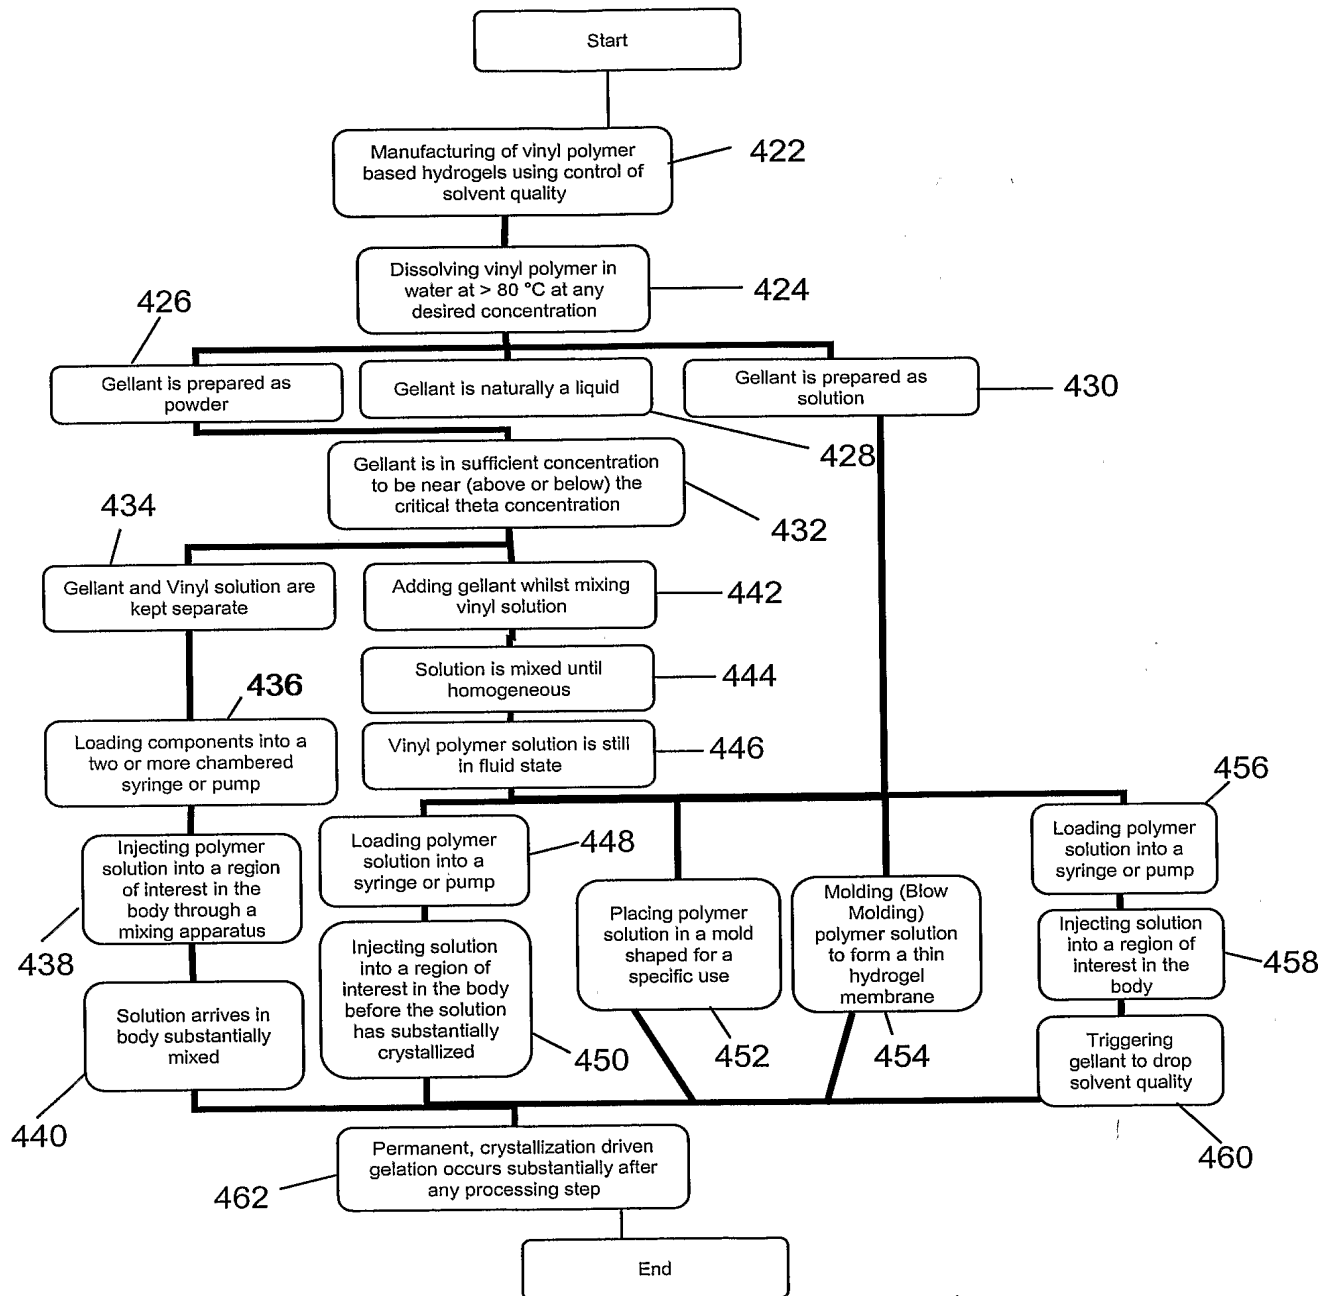 Start
Manufacturing of vinyl polymer
based hydrogels using control of
solvent quality
422
Dissolving vinyl polymer in
water at > 80 °C at any
desired concentration
424
426
Gellant is prepared as
powder
Gellant is naturally a liquid
428
Gellant is prepared as
solution
430
Gellant is in sufficient concentration
to be near (above or below) the
critical theta concentration
432
434
Gellant and Vinyl solution are
kept separate
Adding gellant whilst mixing
vinyl solution
442
Solution is mixed until
homogeneous
444
436
Loading components into a
two or more chambered
syringe or pump
Vinyl polymer solution is still
in fluid state
446
456
Injecting polymer
solution into a region
of interest in the
body through a
mixing apparatus
438
Loading polymer
solution into a
syringe or pump
448
Placing polymer
solution in a mold
shaped for a
specific use
452
Molding (Blow
Molding)
polymer solution
to form a thin
hydrogel
membrane
454
Loading polymer
solution into a
syringe or pump
Injecting solution
into a region of
interest in the
body
458
Solution arrives in
body substantially
mixed
440
Injecting solution
into a region of
interest in the body
before the solution
has substantially
crystallized
450
Triggering
gellant to drop
solvent quality
460
Permanent, crystallization driven
gelation occurs substantially after
any processing step
462
End